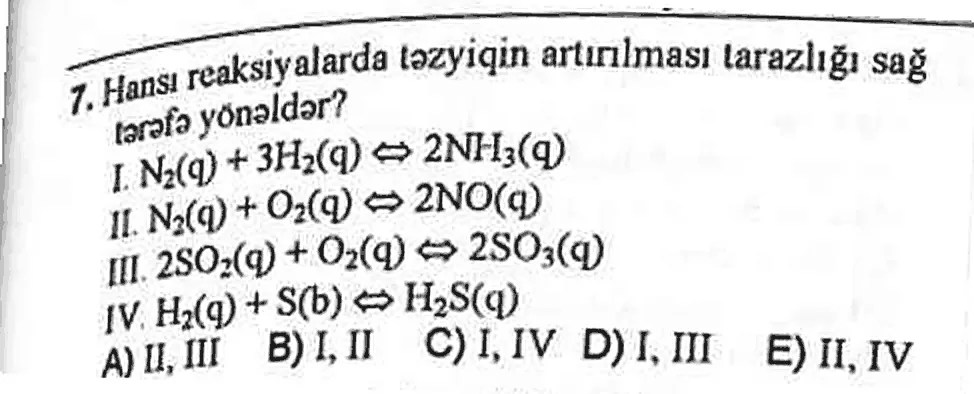 7. Hansı reaksiyalarda təzyiqin artırılması tarazlığı sağ
tərəfə yönəldər?
I. N₂(q) + 3H₂(q) ⇔ 2NH₃(q)
II. N₂(q) + O₂(q) ⇔ 2NO(q)
III. 2SO₂(q) + O₂(q) ⇔ 2SO₃(q)
IV. H₂(q) + S(b) ⇔ H₂S(q)
A) II, III B) I, II C) I, IV D) I, III E) II, IV